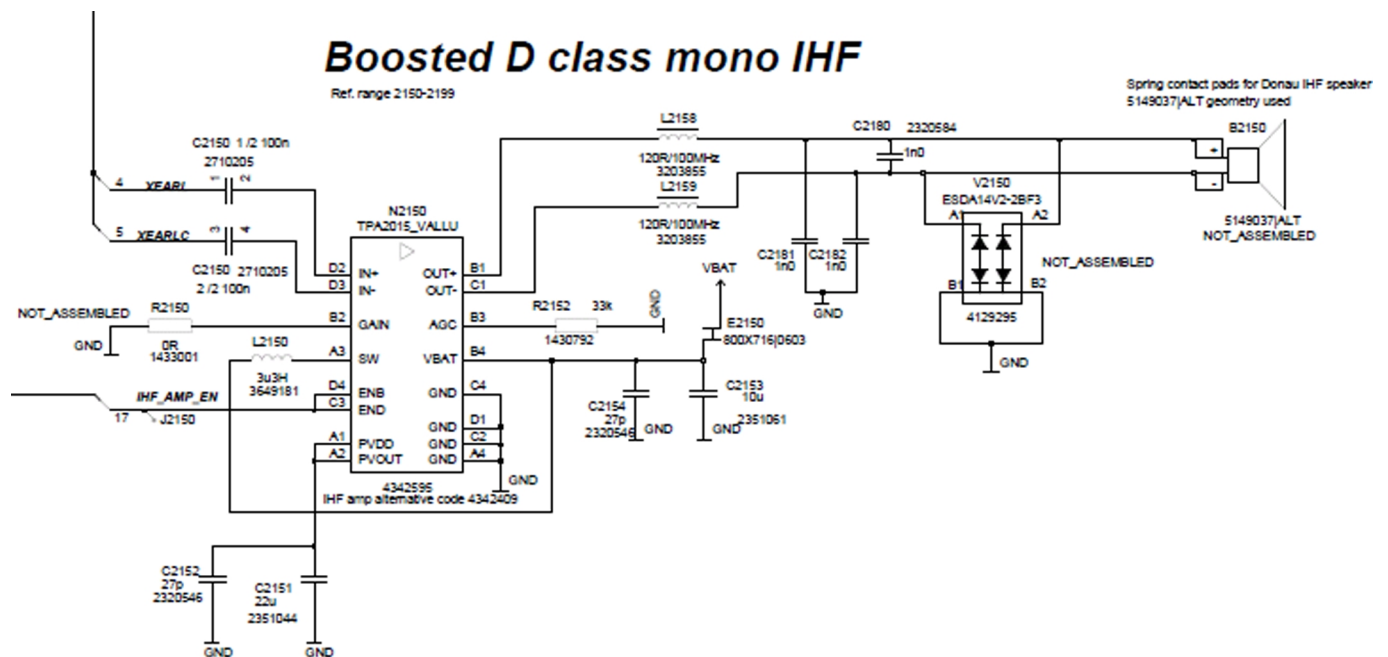 Boosted D class mono IHF
Ref. range 2150-2199
Spring contact pads for Donau IHF speaker
5149037|ALT geometry used
B2150
+
-
5149037|ALT
NOT_ASSEMBLED
C2150 1 /2 100n
2710205
1 2
4 XEARL
5 XEARLC
3 4
C2150 2710205
2 /2 100n
L2158
120R/100MHz
3203855
L2159
120R/100MHz
3203855
C2180 2320584
1n0
V2150
ESDA14V2-2BF3
A1 A2
B1 B2
NOT_ASSEMBLED
4129295
GND
C2181 C2182
1n0 1n0
GND
N2150
TPA2015_VALLU
D2 IN+ OUT+ B1
D3 IN- OUT- C1
B2 GAIN AGC B3
A3 SW VBAT B4
D4 ENB GND C4
C3 END
GND D1
A1 PVDD GND C2
A2 PVOUT GND A4
GND
4342595
IHF amp alternative code 4342409
NOT_ASSEMBLED
R2150
GND
0R
1433001
L2150
3u3H
3649181
IHF_AMP_EN
17 J2150
R2152 33k
1430792
GND
VBAT
E2150
800X716|0603
C2154
27p
2320546
GND
C2153
10u
2351061
GND
C2152
27p
2320546
GND
C2151
22u
2351044
GND